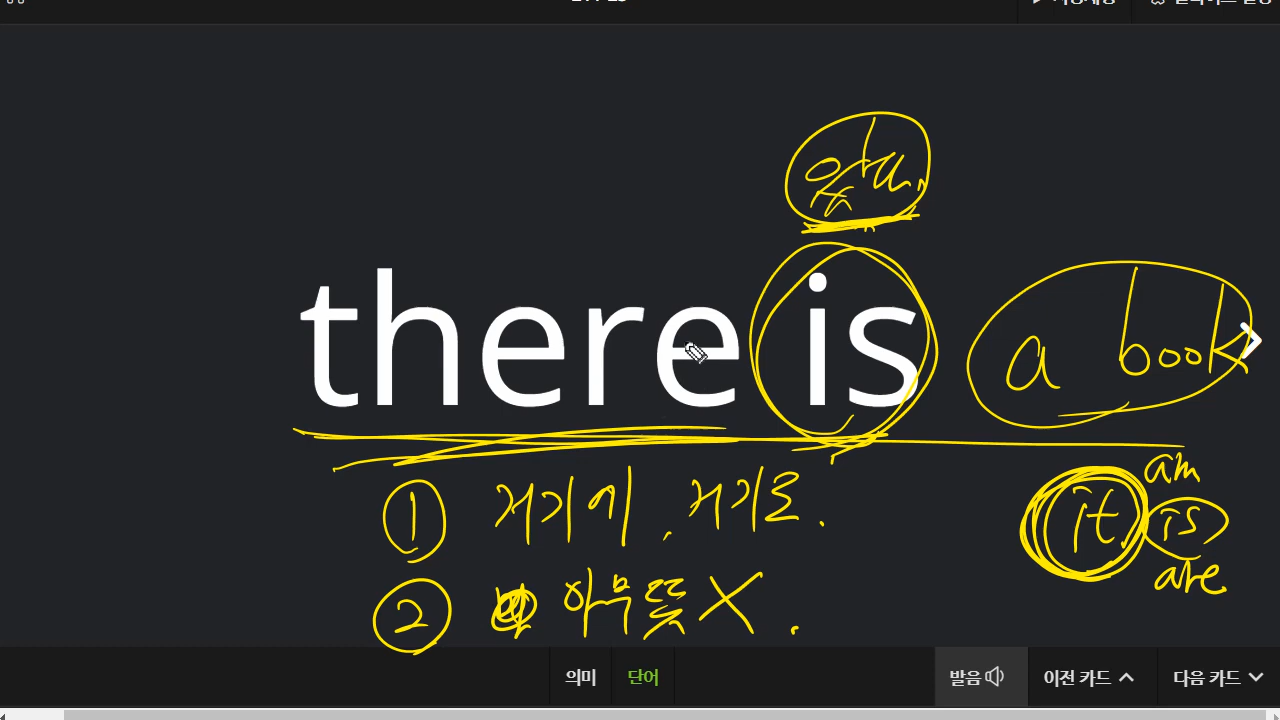 있다.
there is a book
① 거기에, 거기로.
am
it is
are
② 아무 뜻 X.
의미 단어 발음 이전 카드 다음 카드